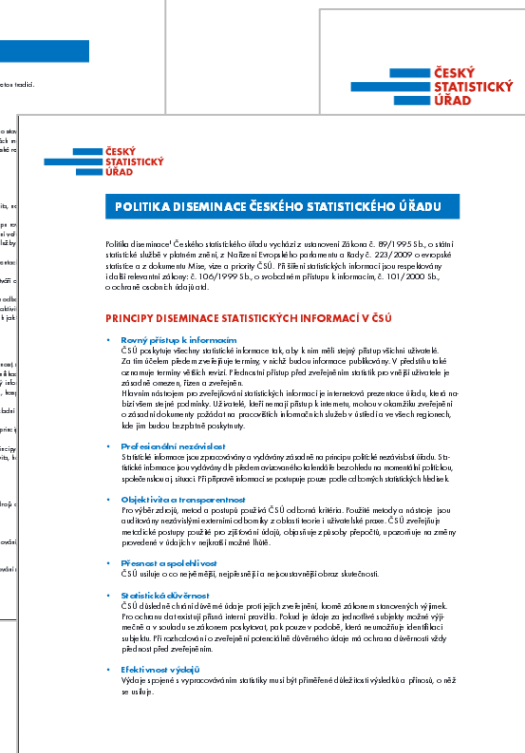 ČESKÝ
STATISTICKÝ
ÚŘAD
eto tradicí.
ČESKÝ
STATISTICKÝ
ÚŘAD
POLITIKA DISEMINACE ČESKÉHO STATISTICKÉHO ÚŘADU
Politika diseminace¹ Českého statistického úřadu vychází z ustanovení Zákona č. 89/1995 Sb., o státní
statistické službě v platném znění, z Nařízení Evropského parlamentu a Rady č. 223/2009 o evropské
statistice a z dokumentu Mise, vize a priority ČSÚ. Při šíření statistických informací jsou respektovány
i další relevantní zákony: č. 106/1999 Sb., o svobodném přístupu k informacím, č. 101/2000 Sb.,
o ochraně osobních údajů atd.
PRINCIPY DISEMINACE STATISTICKÝCH INFORMACÍ V ČSÚ
• Rovný přístup k informacím
ČSÚ poskytuje všechny statistické informace tak, aby k nim měli stejný přístup všichni uživatelé.
Za tím účelem předem zveřejňuje termíny, v nichž budou informace publikovány. V předstihu také
oznamuje termíny větších revizí. Přednostní přístup před zveřejněním statistik pro vnější uživatele je
zásadně omezen, řízen a zveřejněn.
Hlavním nástrojem pro zveřejňování statistických informací je internetová prezentace úřadu, která na-
bízí všem stejné podmínky. Uživatelé, kteří nemají přístup k internetu, mohou v okamžiku zveřejnění
o zásadní dokumenty požádat na pracovištích informačních služeb v ústředí a ve všech regionech,
kde jim budou bezplatně poskytnuty.
• Profesionální nezávislost
Statistické informace jsou zpracovávány a vydávány zásadně na principu politické nezávislosti úřadu. Sta-
tistické informace jsou vydávány dle předem avizovaného kalendáře bez ohledu na momentální politickou,
společenskou aj. situaci. Při přípravě informací se postupuje pouze podle odborných statistických hledisek.
• Objektivita a transparentnost
Pro výběr zdrojů, metod a postupů používá ČSÚ odborná kritéria. Použité metody a nástroje jsou
auditovány nezávislými externími odborníky z oblasti teorie i uživatelské praxe. ČSÚ zveřejňuje
metodické postupy použité pro zjišťování údajů, objasňuje způsoby přepočtů, upozorňuje na změny
provedené v údajích v nejkratší možné lhůtě.
• Přesnost a spolehlivost
ČSÚ usiluje o co nejvěrnější, nejpřesnější a nejsoustavnější obraz skutečnosti.
• Statistická důvěrnost
ČSÚ důsledně chrání důvěrné údaje proti jejich zveřejnění, kromě zákonem stanovených výjimek.
Pro ochranu dat existují přísná interní pravidla. Pokud je údaje za jednotlivé subjekty možné výji-
mečně a v souladu se zákonem poskytovat, pak pouze v podobě, která neumožňuje identifikaci
subjektu. Při rozhodování o zveřejnění potenciálně důvěrného údaje má ochrana důvěrnosti vždy
přednost před zveřejněním.
• Efektivnost výdajů
Výdaje spojené s vypracováváním statistiky musí být přiměřené důležitosti výsledků a přínosů, o něž
se usiluje.